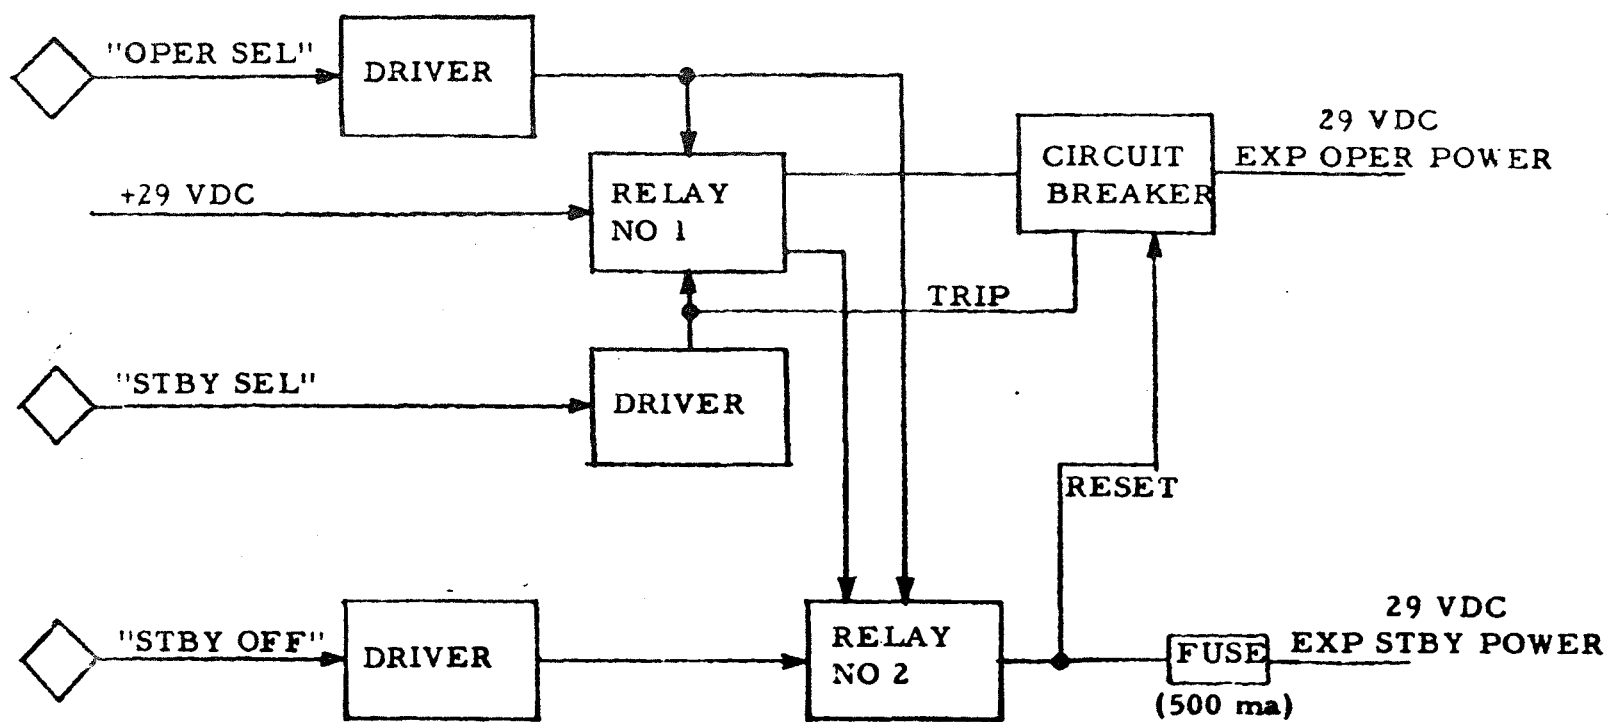 "OPER SEL"
DRIVER
29 VDC
EXP OPER POWER
CIRCUIT
BREAKER
+29 VDC
RELAY
NO 1
TRIP
"STBY SEL"
DRIVER
RESET
"STBY OFF"
DRIVER
RELAY
NO 2
29 VDC
EXP STBY POWER
FUSE
(500 ma)